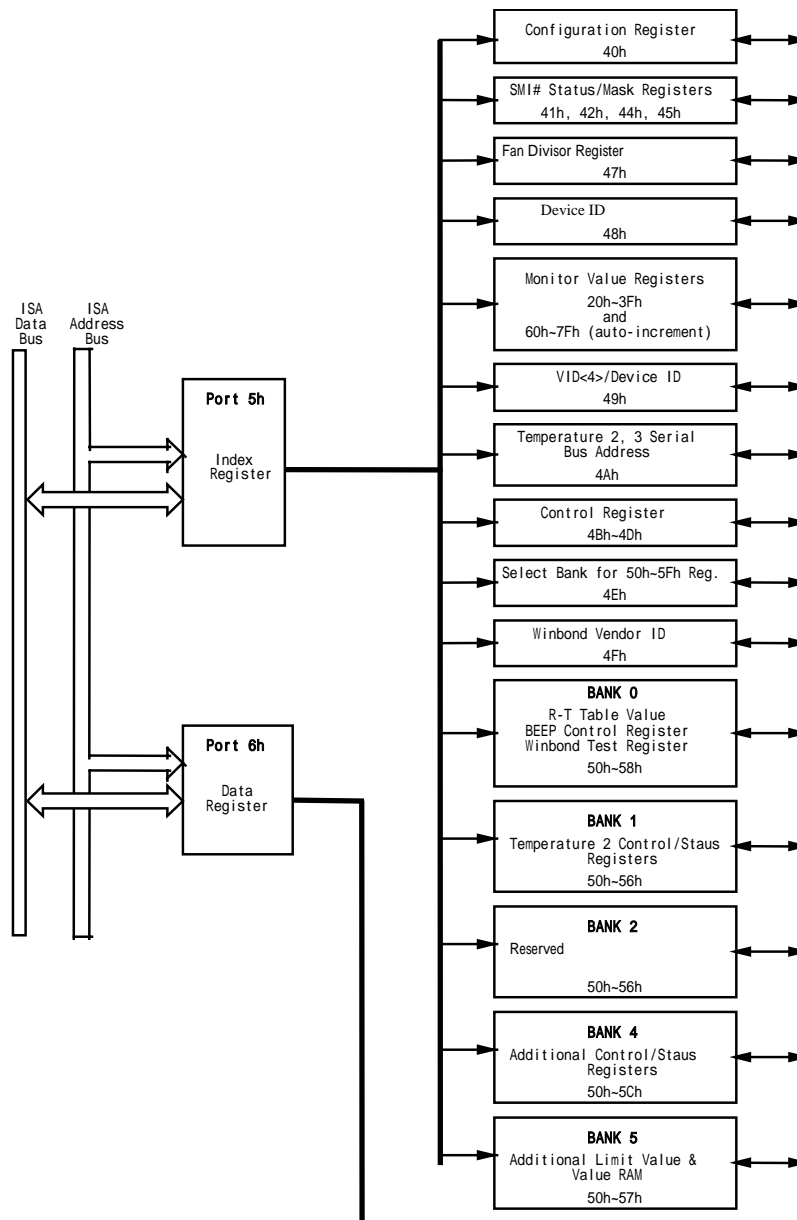 Configuration Register
40h
SMI# Status/Mask Registers
41h, 42h, 44h, 45h
Fan Divisor Register
47h
Device ID
48h
Monitor Value Registers
20h~3Fh
and
60h~7Fh (auto-increment)
VID<4>/Device ID
49h
Temperature 2, 3 Serial
Bus Address
4Ah
Control Register
4Bh~4Dh
Select Bank for 50h~5Fh Reg.
4Eh
Winbond Vendor ID
4Fh
BANK 0
R-T Table Value
BEEP Control Register
Winbond Test Register
50h~58h
BANK 1
Temperature 2 Control/Staus
Registers
50h~56h
BANK 2
Reserved
50h~56h
BANK 4
Additional Control/Staus
Registers
50h~5Ch
BANK 5
Additional Limit Value &
Value RAM
50h~57h
ISA
Data
Bus
ISA
Address
Bus
Port 5h
Index
Register
Port 6h
Data
Register